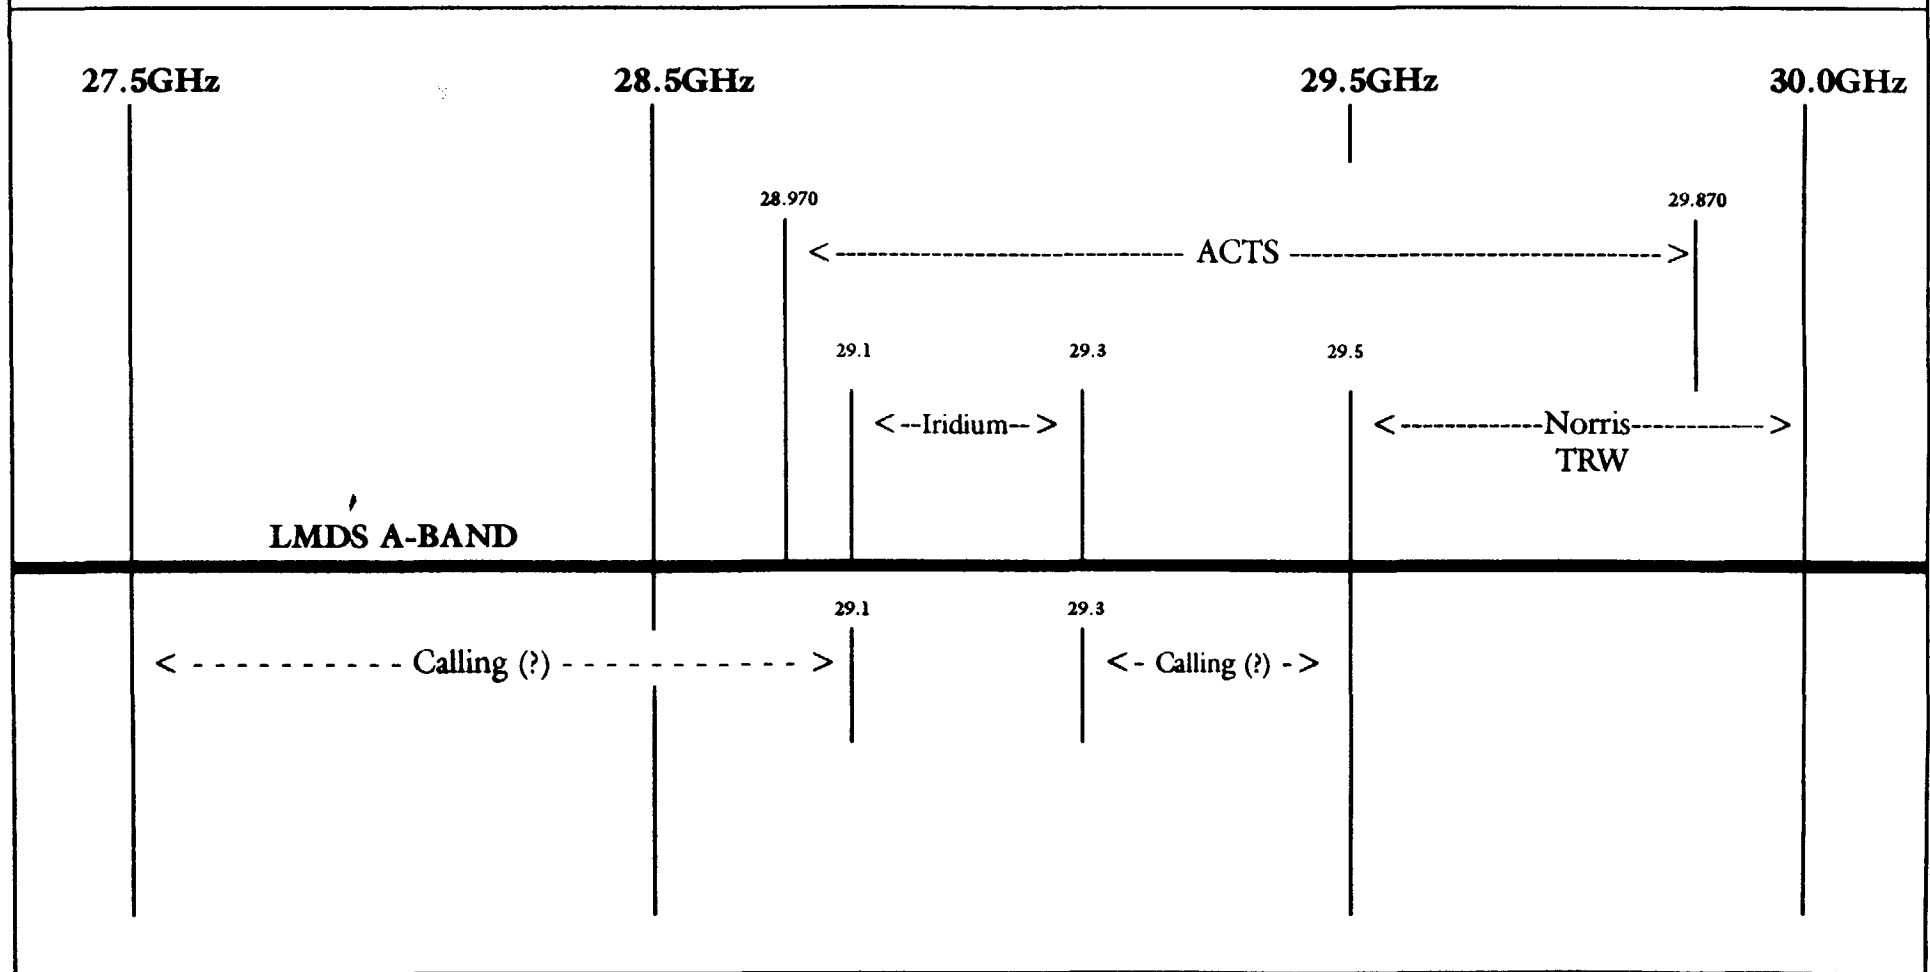 27.5GHz 28.5GHz 29.5GHz 30.0GHz
28.970 29.870
<------------------------------ ACTS ------------------------------>
29.1 29.3 29.5
<--Iridium--> <------------Norris----------->
TRW
LMDS A-BAND
29.1 29.3
< - - - - - - - - - - Calling (?) - - - - - - - - - - - > <- Calling (?) ->